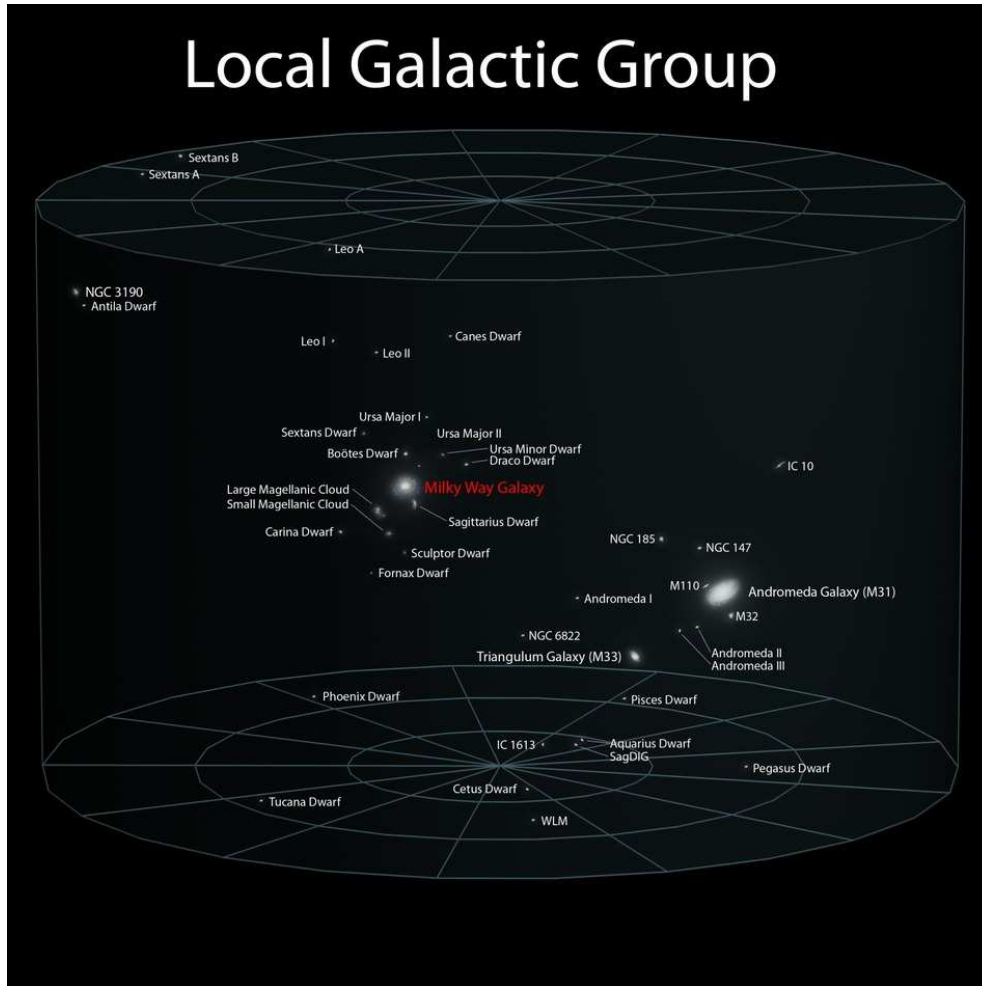 Local Galactic Group
Sextans B
Sextans A
Leo A
NGC 3190
Antila Dwarf
Canes Dwarf
Leo I
Leo II
Ursa Major I
Sextans Dwarf
Ursa Major II
Ursa Minor Dwarf
Boötes Dwarf
Draco Dwarf
IC 10
Milky Way Galaxy
Large Magellanic Cloud
Small Magellanic Cloud
Sagittarius Dwarf
Carina Dwarf
NGC 185
NGC 147
Sculptor Dwarf
Fornax Dwarf
M110
Andromeda Galaxy (M31)
Andromeda I
M32
NGC 6822
Andromeda II
Triangulum Galaxy (M33)
Andromeda III
Phoenix Dwarf
Pisces Dwarf
IC 1613
Aquarius Dwarf
SagDIG
Pegasus Dwarf
Cetus Dwarf
Tucana Dwarf
WLM